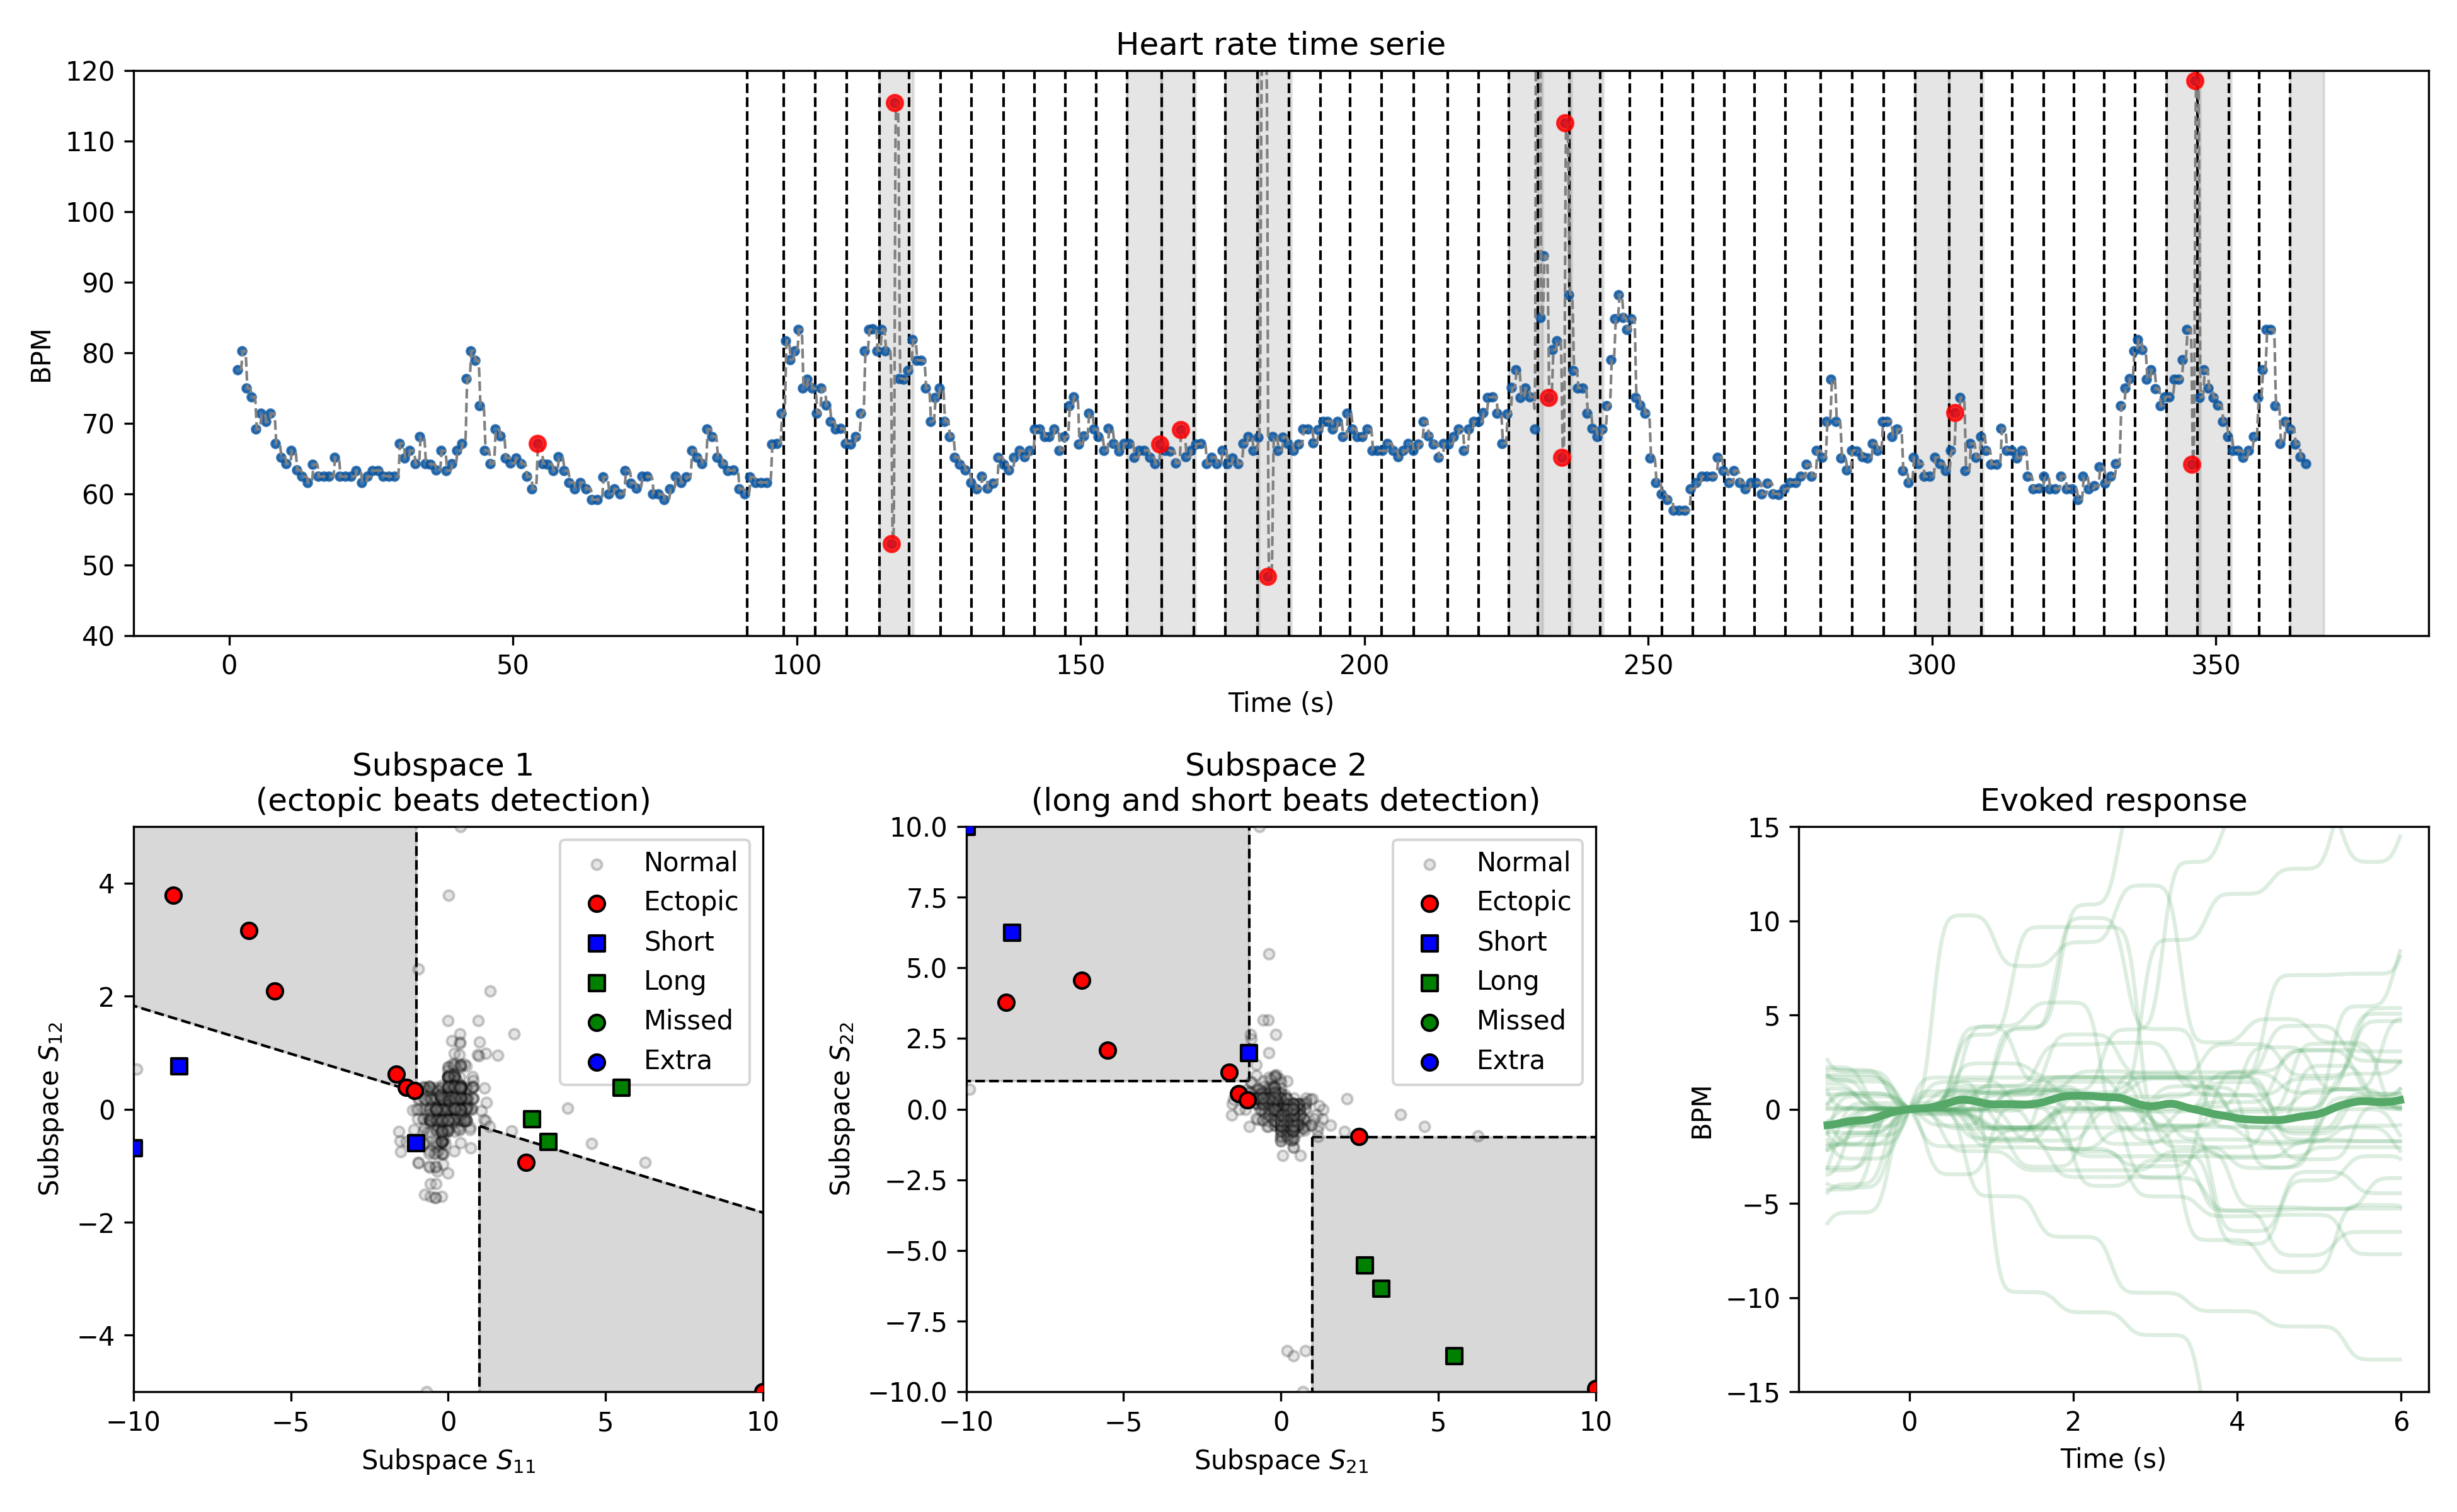 Heart rate time serie
120
110
100
90
80
70
60
50
40
BPM
0 50 100 150 200 250 300 350
Time (s)
Subspace 1
(ectopic beats detection)
4
2
0
−2
−4
Subspace S12
Normal
Ectopic
Short
Long
Missed
Extra
−10 −5 0 5 10
Subspace S11
Subspace 2
(long and short beats detection)
10.0
7.5
5.0
2.5
0.0
−2.5
−5.0
−7.5
−10.0
Subspace S22
Normal
Ectopic
Short
Long
Missed
Extra
−10 −5 0 5 10
Subspace S21
Evoked response
15
10
5
0
−5
−10
−15
BPM
0 2 4 6
Time (s)